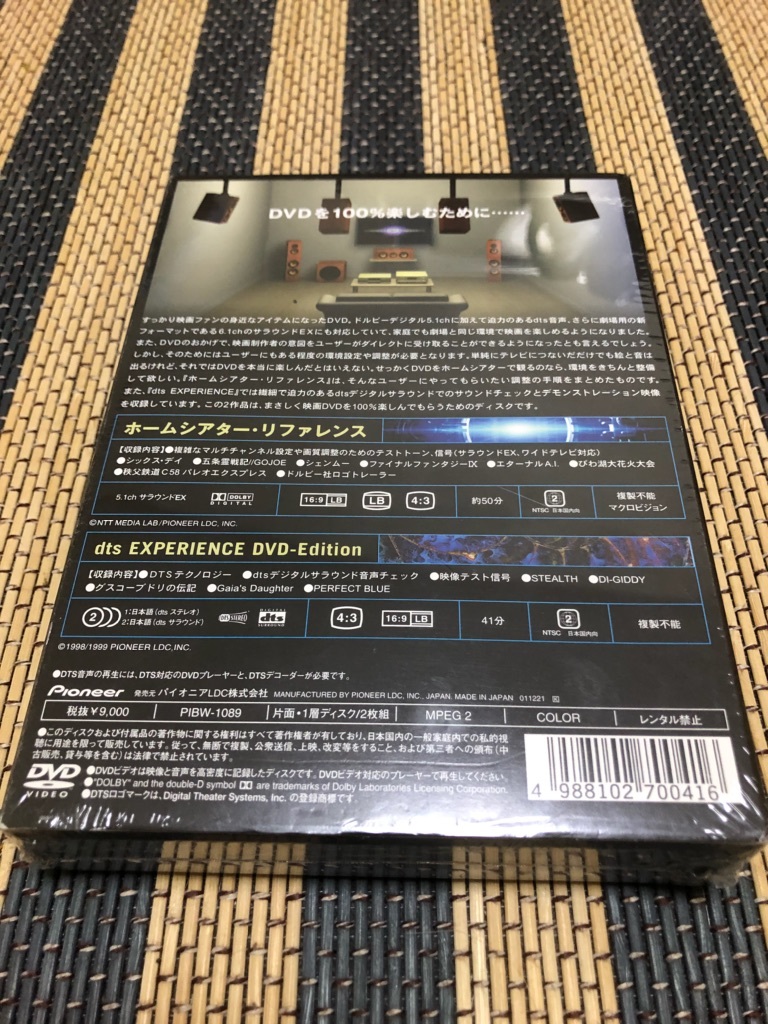 DVDを100%楽しむために……
すっかり映画ファンの身近なアイテムになったDVD。ドルビーデジタル5.1chに加えて迫力のあるdts音声、さらに劇場用の新
フォーマットである6.1chのサラウンドEXにも対応していて、家庭でも劇場と同じ環境で映画を楽しめるようになりました。
また、DVDのおかげで、映画制作者の意図をユーザーがダイレクトに受け取ることができるようになったとも言えるでしょう。
しかし、そのためにはユーザーにもある程度の環境設定や調整が必要となります。単純にテレビにつないだだけでも絵と音は
出るけれど、それではDVDを本当に楽しんだとはいえない。せっかくDVDをホームシアターで観るのなら、環境をきちんと整備
して欲しい。『ホームシアター・リファレンス』は、そんなユーザーにやってもらいたい調整の手順をまとめたものです。
また、『dts EXPERIENCE』では繊細で迫力のあるdtsデジタルサラウンドでのサウンドチェックとデモンストレーション映像
を収録しています。この2作品は、まさしく映画DVDを100%楽しんでもらうためのディスクです。
ホームシアター・リファレンス
【収録内容】●複雑なマルチチャンネル設定や画質調整のためのテストトーン、信号(サラウンドEX、ワイドテレビ対応)
●シックス・デイ ●五条霊戦記//GOJOE ●シェンムー ●ファイナルファンタジーIX ●エターナルA.I. ●びわ湖大花火大会
●秩父鉄道C58 パレオエクスプレス ●ドルビー社ロゴトレーラー
5.1ch サラウンドEX DOLBY DIGITAL 16:9 LB LB 4:3 約50分 2 NTSC 日本国内向 複製不能 マクロビジョン
©NTT MEDIA LAB/PIONEER LDC, INC.
dts EXPERIENCE DVD-Edition
【収録内容】●DTSテクノロジー ●dtsデジタルサラウンド音声チェック ●映像テスト信号 ●STEALTH ●DI-GIDDY
●グスコーブドリの伝記 ●Gaia's Daughter ●PERFECT BLUE
2 1:日本語(dts ステレオ) 2:日本語(dts サラウンド) dts STEREO DIGITAL dts SURROUND 4:3 16:9 LB 41分 2 NTSC 日本国内向 複製不能
©1998/1999 PIONEER LDC, INC.
●DTS音声の再生には、DTS対応のDVDプレーヤーと、DTSデコーダーが必要です。
Pioneer 発売元 パイオニアLDC株式会社 MANUFACTURED BY PIONEER LDC, INC., JAPAN. MADE IN JAPAN 011221
税抜¥9,000 PIBW-1089 片面・1層ディスク/2枚組 MPEG 2 COLOR レンタル禁止
●このディスクおよび付属品の著作物に関する権利はすべて著作権者が有しており、日本国内の一般家庭内での私的視
聴に用途を限って販売しています。従って、無断で複製、公衆送信、上映、改変等をすること、および第三者への頒布(中
古販売、貸与等を含む)は法律で禁止されています。
DVD VIDEO
●DVDビデオは映像と音声を高密度に記録したディスクです。DVDビデオ対応のプレーヤーで再生してください。
●"DOLBY" and the double-D symbol are trademarks of Dolby Laboratories Licensing Corporation.
●DTSロゴマークは、Digital Theater Systems, Inc. の登録商標です
4 988102 700416